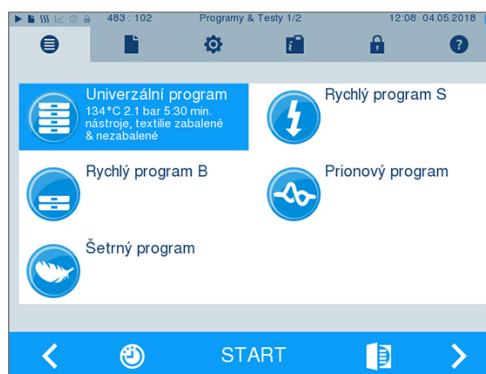 483 : 102 Programy & Testy 1/2 12:08 04.05.2018
Univerzální program
134°C 2.1 bar 5:30 min.
nástroje, textilie zabalené
& nezabalené
Rychlý program S
Rychlý program B
Prionový program
Šetrný program
START